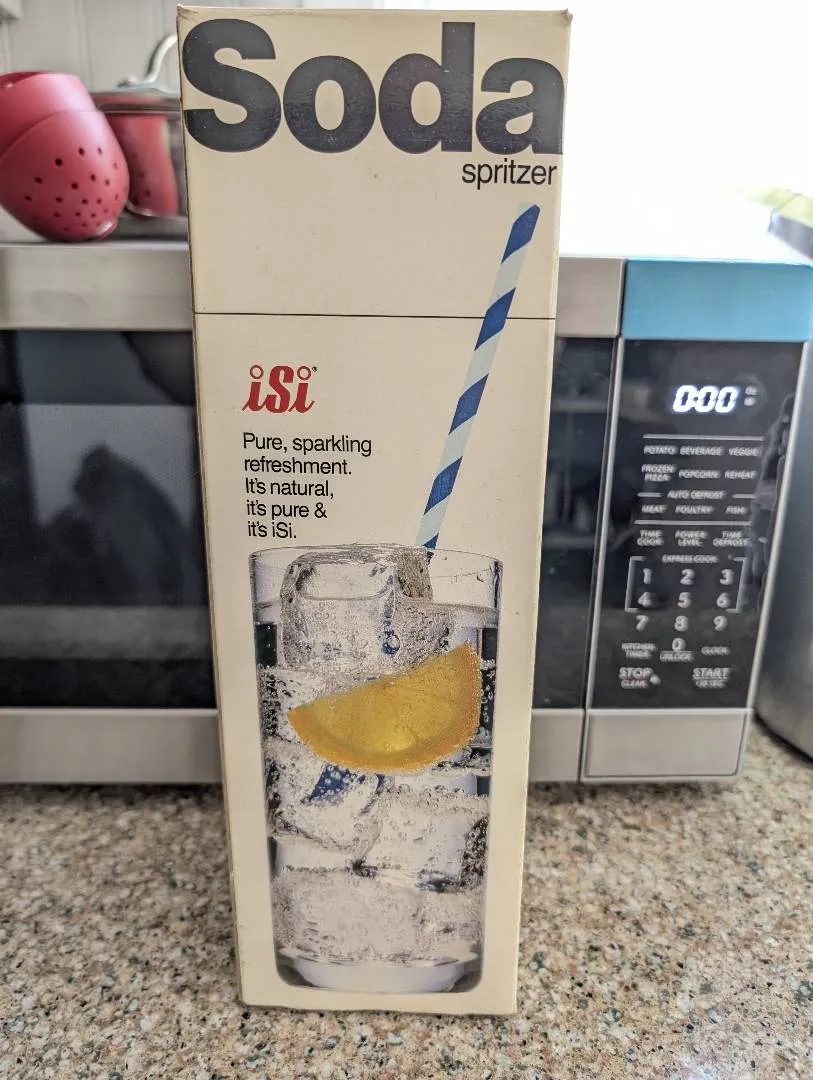 Soda
spritzer
iSi®
Pure, sparkling
refreshment.
It's natural,
it's pure &
it's iSi.
0:00
POTATO BEVERAGE VEGGIE
FROZEN PIZZA POPCORN REHEAT
AUTO DEFROST
MEAT POULTRY FISH
TIME COOK POWER LEVEL TIME DEFROST
EXPRESS COOK
1 2 3
4 5 6
7 8 9
KITCHEN TIMER 0 UNLOCK CLOCK
STOP CLEAR START +30 SEC